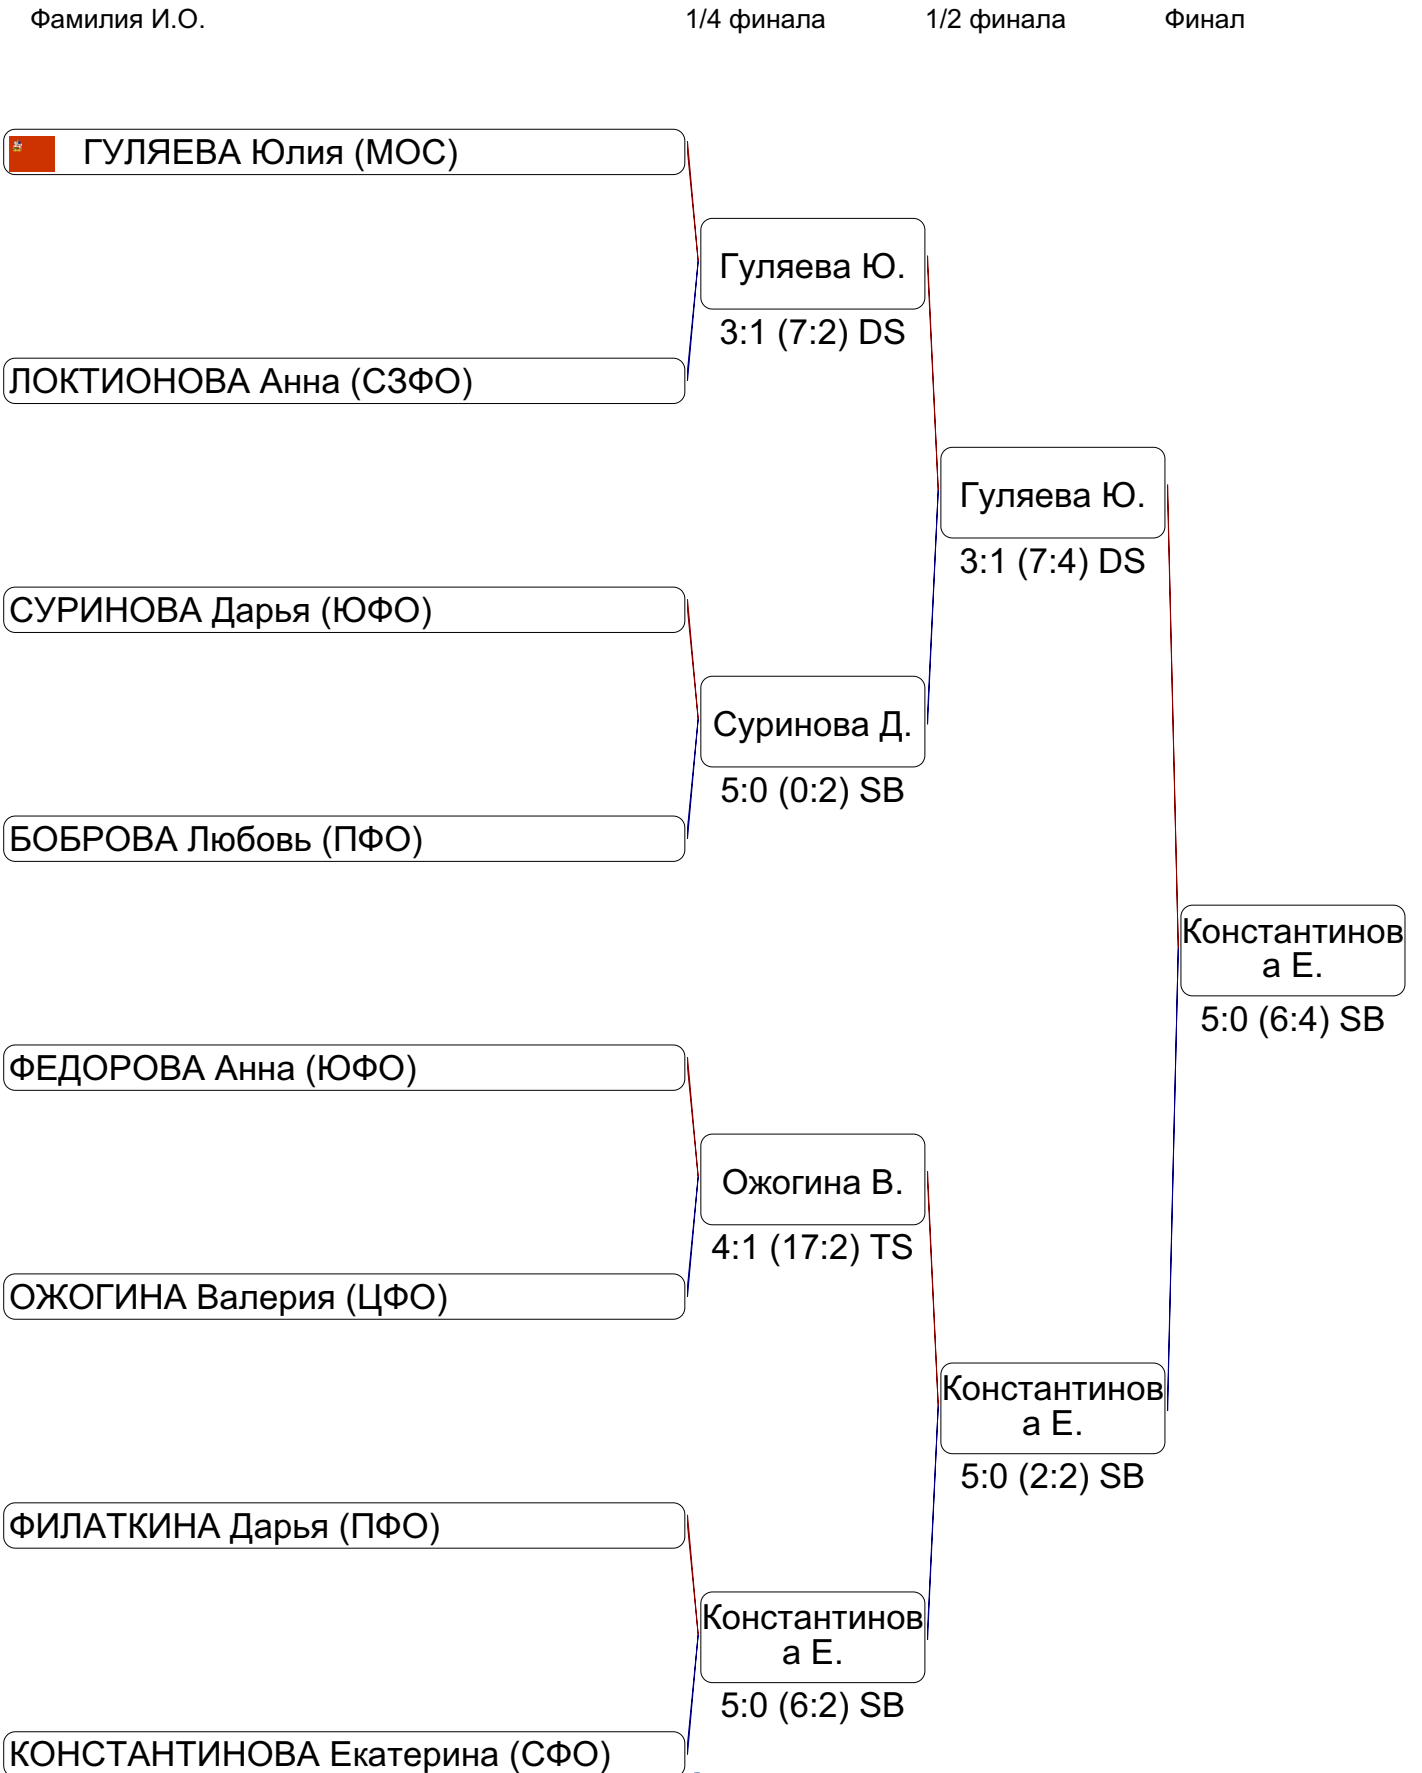 Фамилия И.О. 1/4 финала 1/2 финала Финал
ГУЛЯЕВА Юлия (МОС)
Гуляева Ю.
3:1 (7:2) DS
ЛОКТИОНОВА Анна (СЗФО)
Гуляева Ю.
3:1 (7:4) DS
СУРИНОВА Дарья (ЮФО)
Суринова Д.
5:0 (0:2) SB
БОБРОВА Любовь (ПФО)
Константинов
а Е.
5:0 (6:4) SB
ФЕДОРОВА Анна (ЮФО)
Ожогина В.
4:1 (17:2) TS
ОЖОГИНА Валерия (ЦФО)
Константинов
а Е.
5:0 (2:2) SB
ФИЛАТКИНА Дарья (ПФО)
Константинов
а Е.
5:0 (6:2) SB
КОНСТАНТИНОВА Екатерина (СФО)